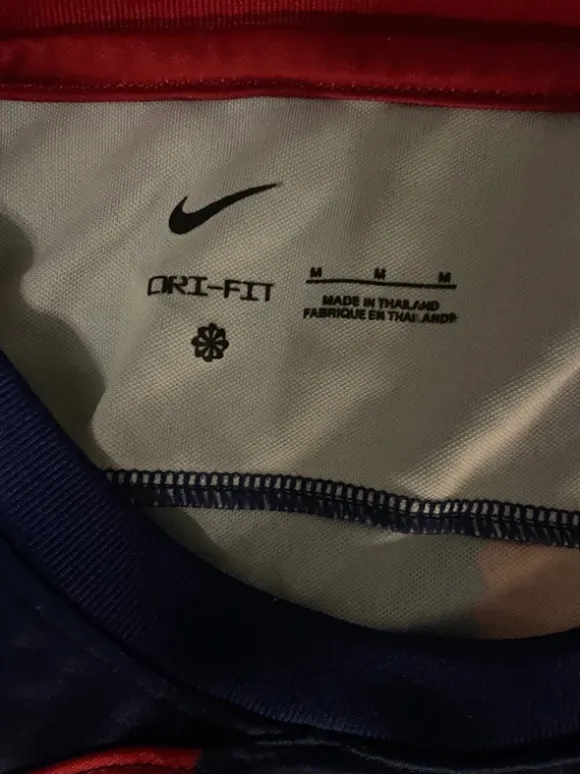 DRI-FIT
M M M
MADE IN THAILAND
FABRIQUE EN THAILANDE